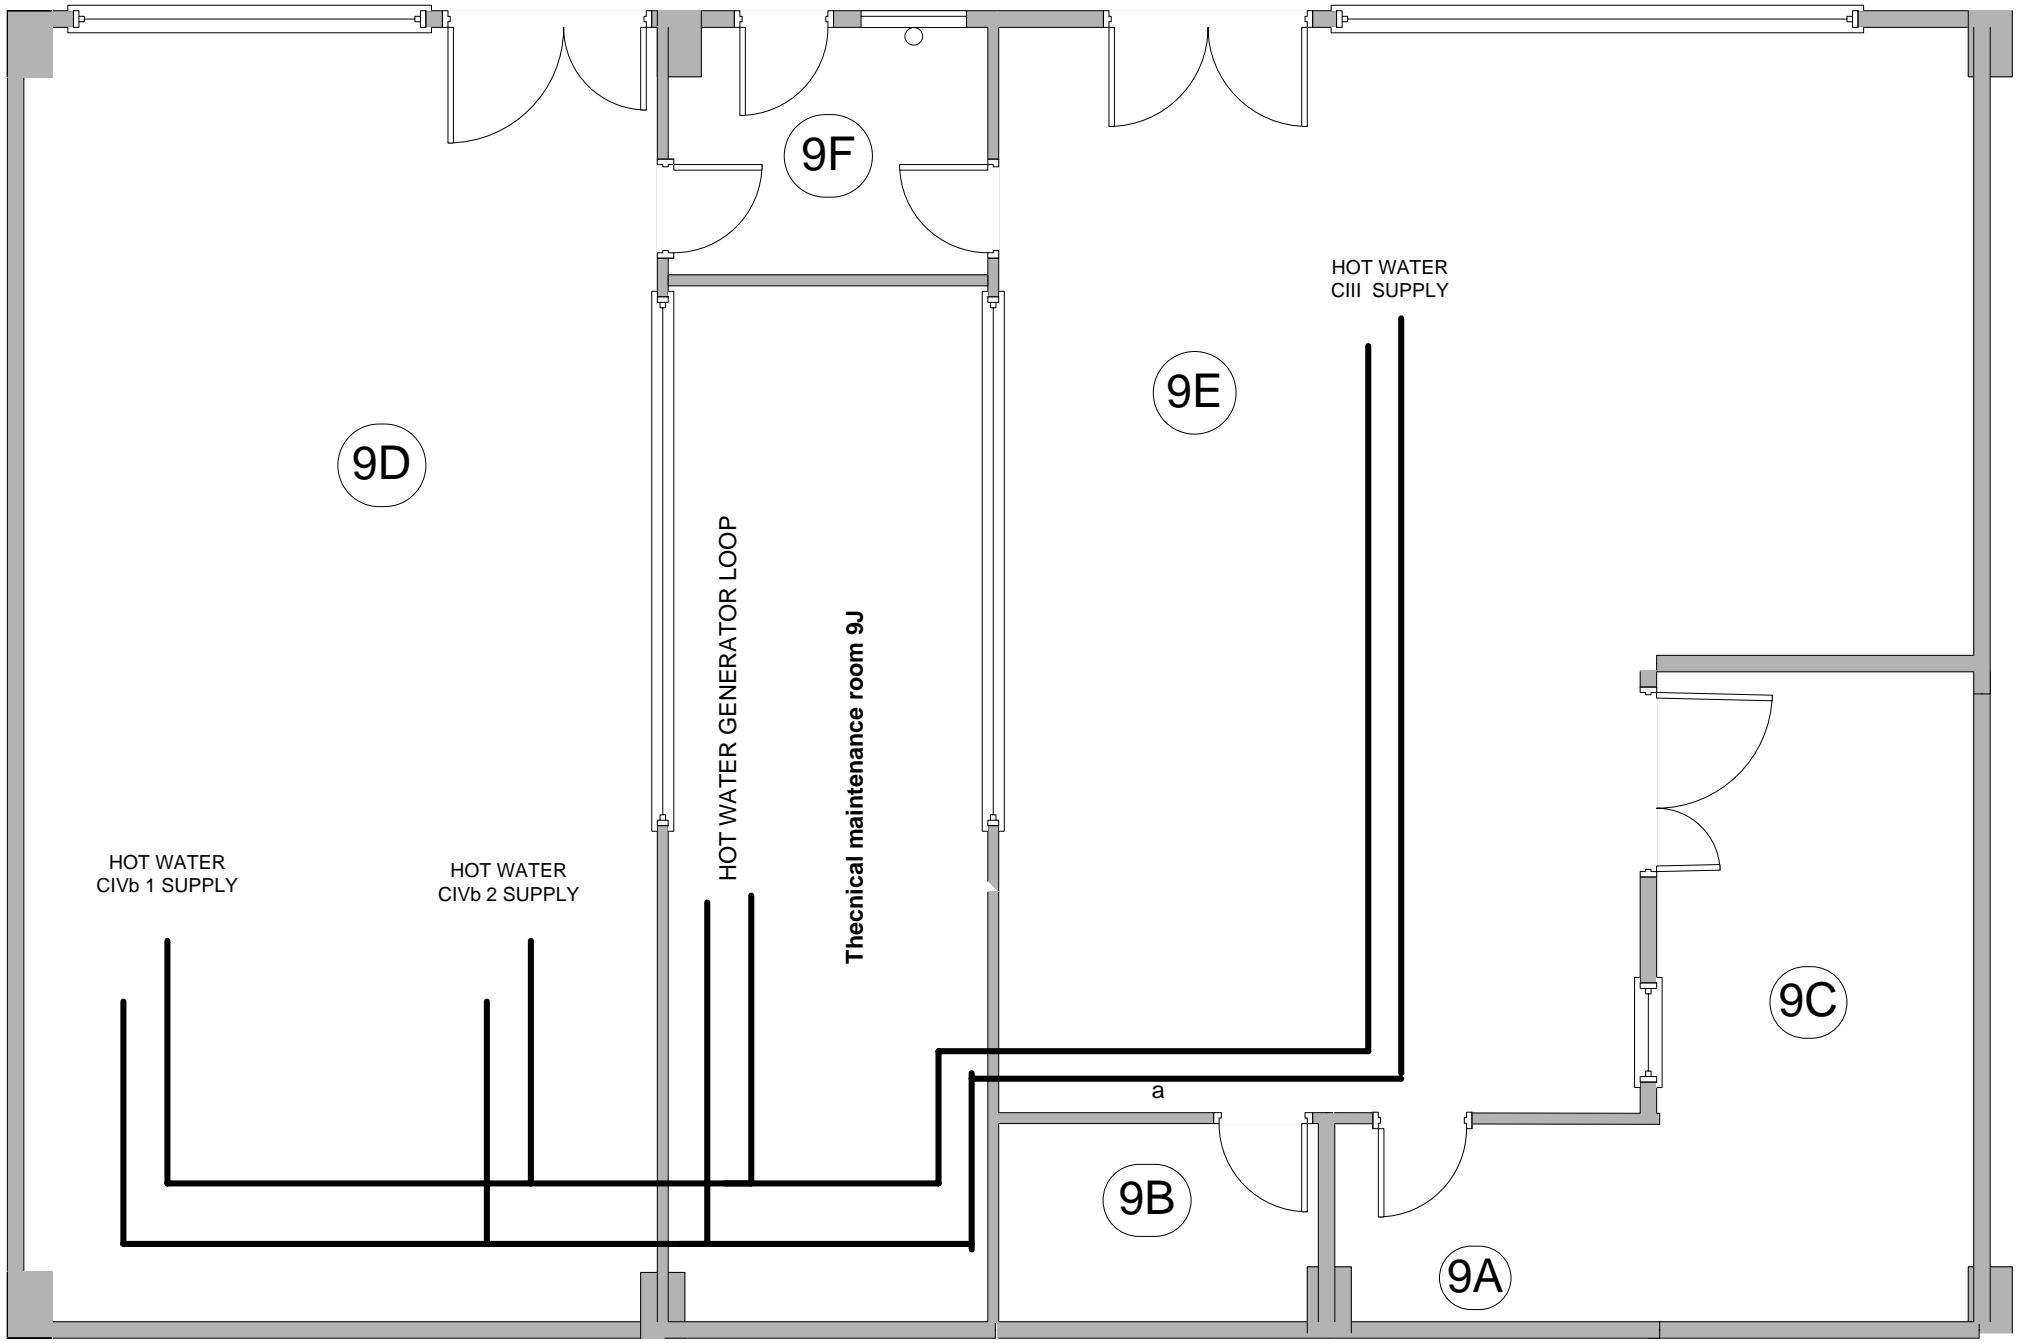 9F
HOT WATER
CIII  SUPPLY
9E
9D
HOT WATER GENERATOR LOOP
Thecnical maintenance room 9J
HOT WATER
CIVb 1 SUPPLY
HOT WATER
CIVb 2 SUPPLY
9C
a
9B
9A